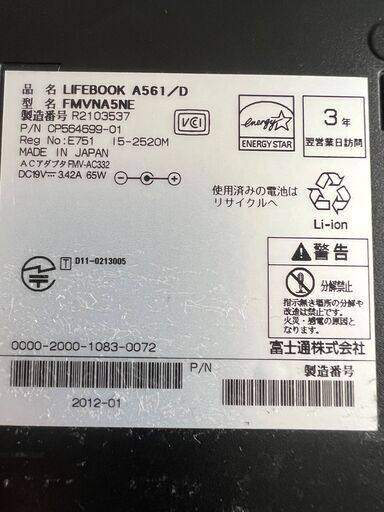 品 名 LIFEBOOK A561/D
型 名 FMVNA5NE
製造番号 R2103537
P/N CP564699-01
Reg No:E751 I5-2520M
MADE IN JAPAN
ACアダプタ FMV-AC332
DC19V 3.42A 65W
VCCI
energy
ENERGY STAR
3年
翌営業日訪問
使用済みの電池は
リサイクルへ
Li-ion
T D11-0213005
警告
分解禁止
指示無き場所の分解や
改造は禁止です。
火災・感電の原因と
なります。
0000-2000-1083-0072
富士通株式会社
P/N
製造番号
2012-01